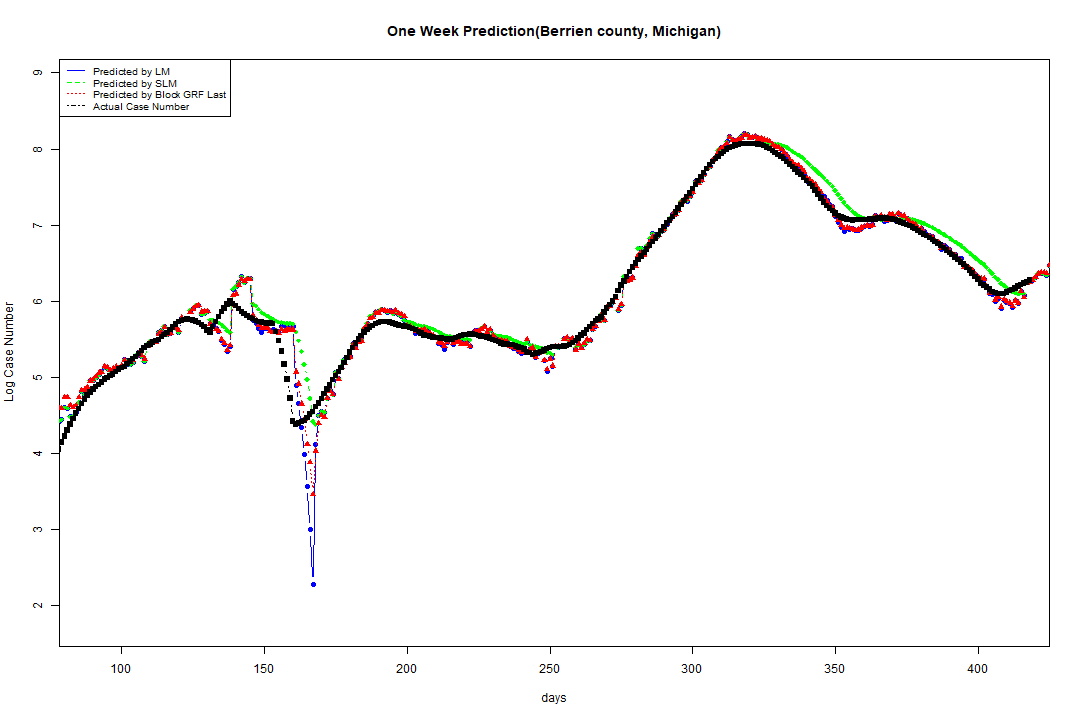 One Week Prediction(Berrien county, Michigan)
Predicted by LM
Predicted by SLM
Predicted by Block GRF Last
Actual Case Number
9
8
7
6
5
4
3
2
Log Case Number
100 150 200 250 300 350 400
days